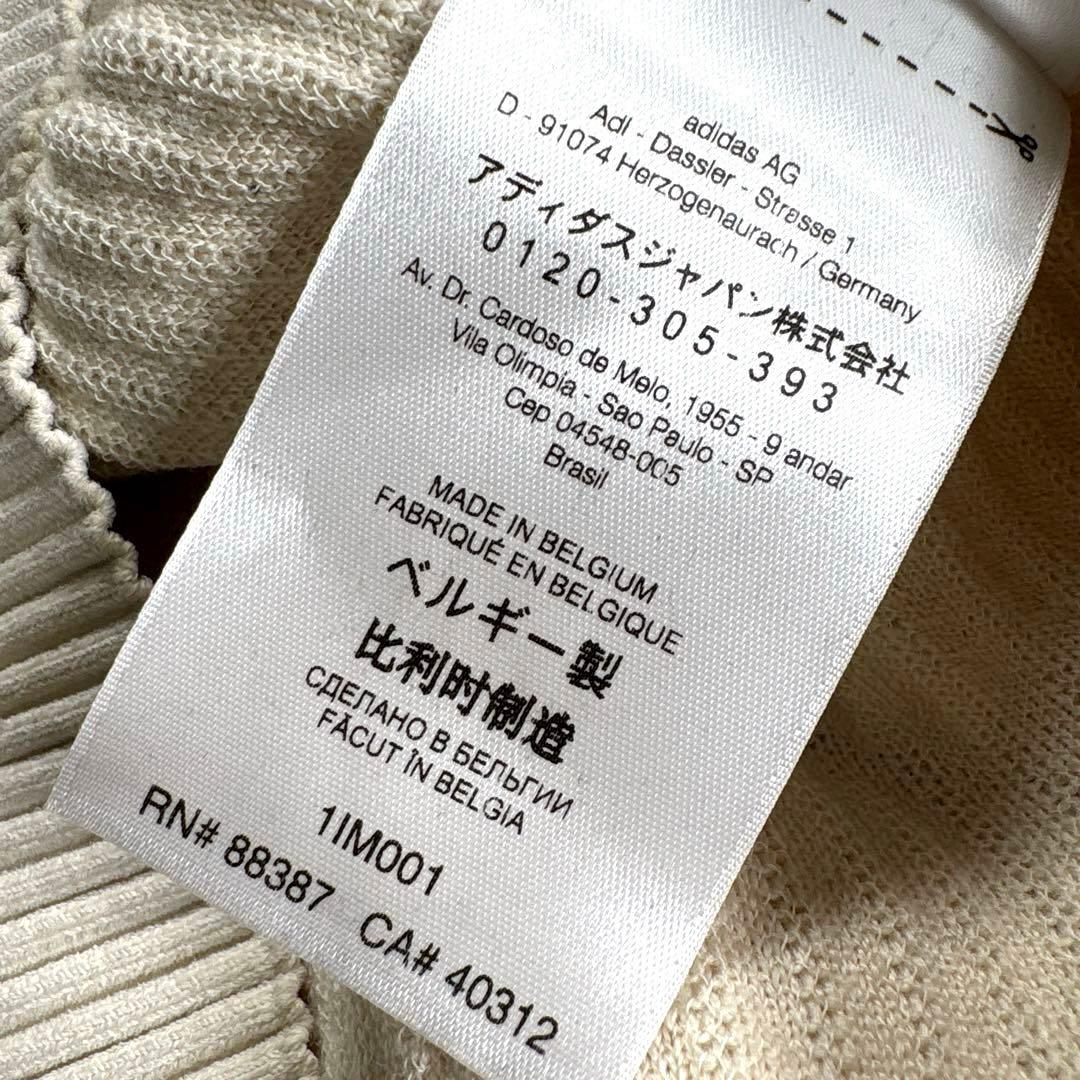 adidas AG
Adi - Dassler - Strasse 1
D - 91074 Herzogenaurach / Germany
アディダスジャパン株式会社
0120-305-393
Av. Dr. Cardoso de Melo, 1955 - 9 andar
Vila Olimpia - Sao Paulo - SP
Cep 04548-005
Brasil
MADE IN BELGIUM
FABRIQUÉ EN BELGIQUE
ベルギー製
比利时制造
СДЕЛАНО В БЕЛЬГИИ
FĂCUT ÎN BELGIA
1IM001
RN# 88387 CA# 40312